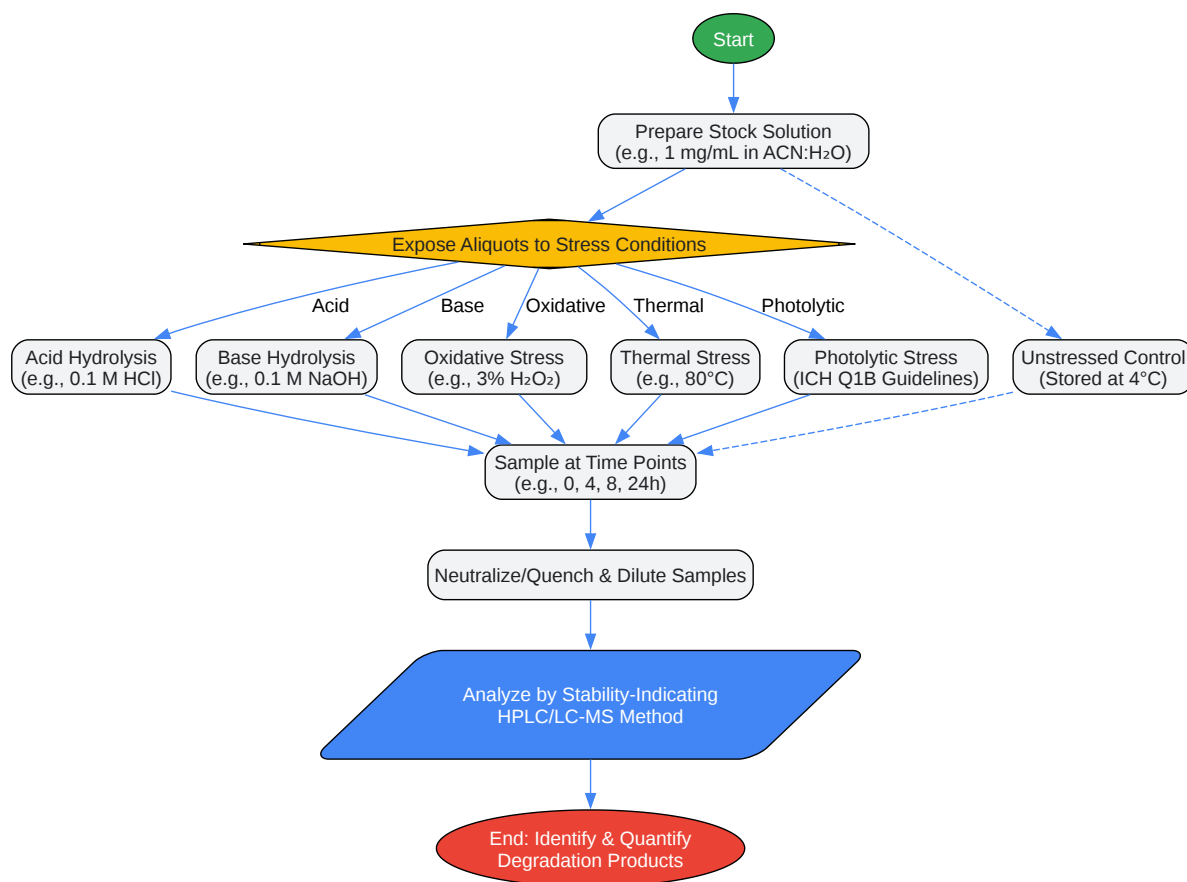 Start
Prepare Stock Solution
(e.g., 1 mg/mL in ACN:H₂O)
Expose Aliquots to Stress Conditions
Acid
Base
Oxidative
Thermal
Photolytic
Acid Hydrolysis
(e.g., 0.1 M HCl)
Base Hydrolysis
(e.g., 0.1 M NaOH)
Oxidative Stress
(e.g., 3% H₂O₂)
Thermal Stress
(e.g., 80°C)
Photolytic Stress
(ICH Q1B Guidelines)
Unstressed Control
(Stored at 4°C)
Sample at Time Points
(e.g., 0, 4, 8, 24h)
Neutralize/Quench & Dilute Samples
Analyze by Stability-Indicating
HPLC/LC-MS Method
End: Identify & Quantify
Degradation Products